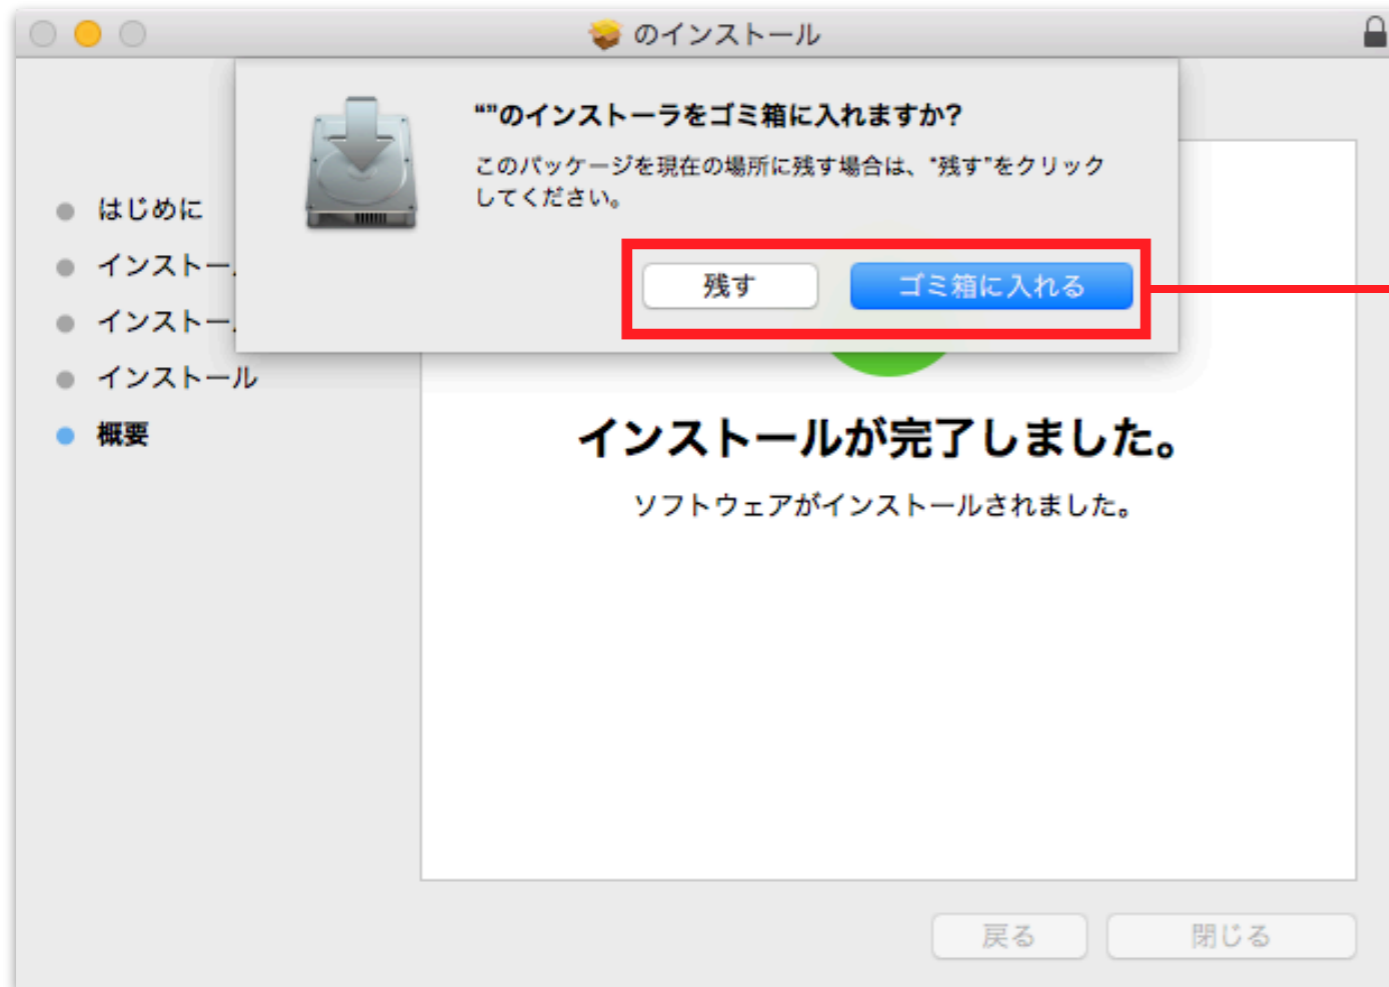 のインストール
“”のインストーラをゴミ箱に入れますか?
このパッケージを現在の場所に残す場合は、“残す”をクリック
してください。
残す
ゴミ箱に入れる
はじめに
インストー
インストー
インストール
概要
インストールが完了しました。
ソフトウェアがインストールされました。
戻る
閉じる